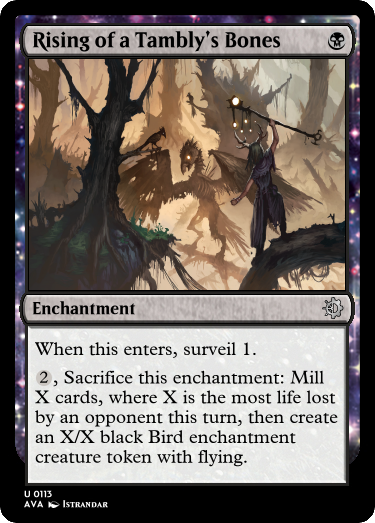 Rising of a Tambly's Bones
Enchantment
When this enters, surveil 1.
2, Sacrifice this enchantment: Mill
X cards, where X is the most life lost
by an opponent this turn, then create
an X/X black Bird enchantment
creature token with flying.
U 0113
AVA Istrandar